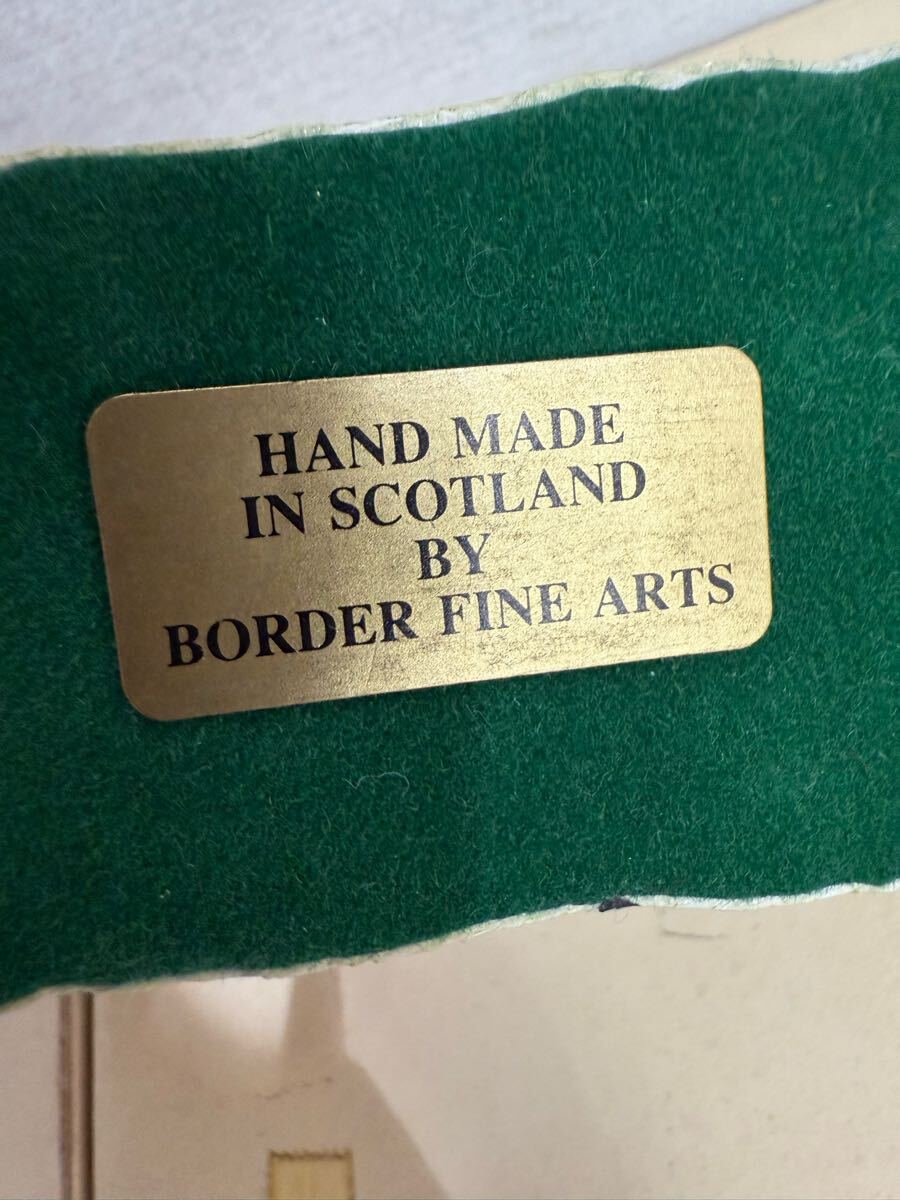 HAND MADE
IN SCOTLAND
BY
BORDER FINE ARTS